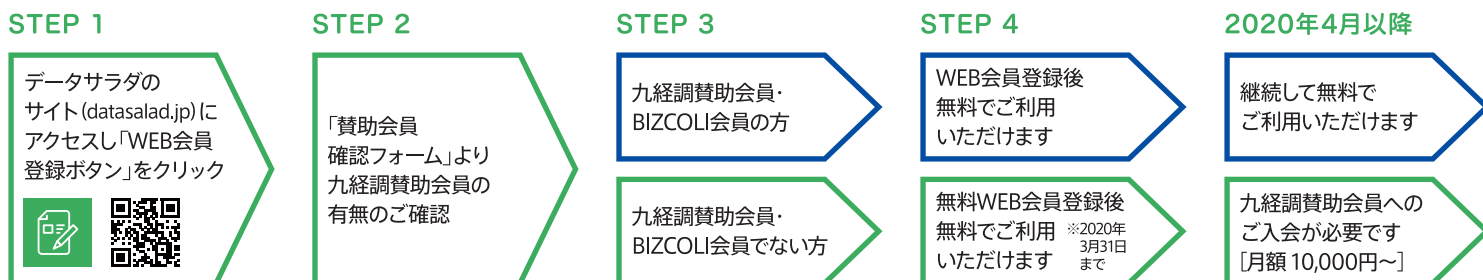 STEP 1
データサラダの
サイト（datasalad.jp）に
アクセスし「WEB会員
登録ボタン」をクリック
STEP 2
「賛助会員
確認フォーム」より
九経調賛助会員の
有無のご確認
STEP 3
九経調賛助会員・
BIZCOLI会員の方
九経調賛助会員・
BIZCOLI会員でない方
STEP 4
WEB会員登録後
無料でご利用
いただけます
無料WEB会員登録後
無料でご利用
いただけます
※2020年
3月31日
まで
2020年4月以降
継続して無料で
ご利用いただけます
九経調賛助会員への
ご入会が必要です
［月額 10,000円〜］